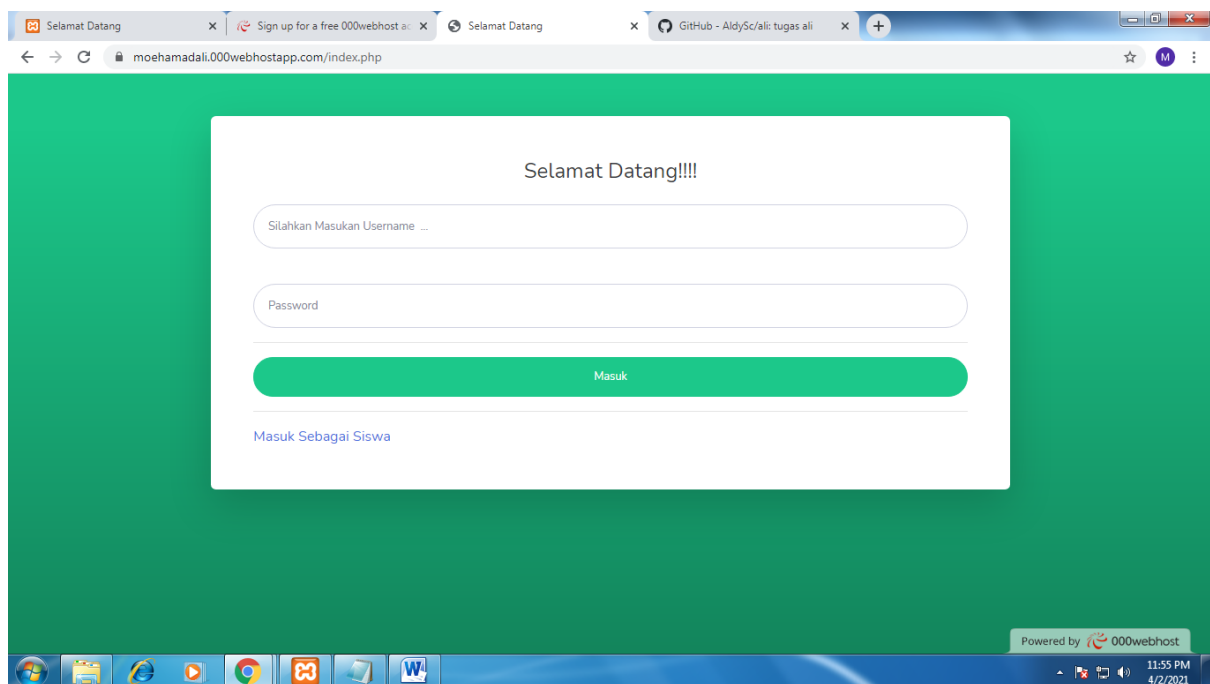 Selamat Datang
Sign up for a free 000webhost ac
Selamat Datang
GitHub - AldySc/ali: tugas ali
moehamadali.000webhostapp.com/index.php
M
Selamat Datang!!!!
Silahkan Masukan Username ...
Password
Masuk
Masuk Sebagai Siswa
Powered by 000webhost
11:55 PM
4/2/2021